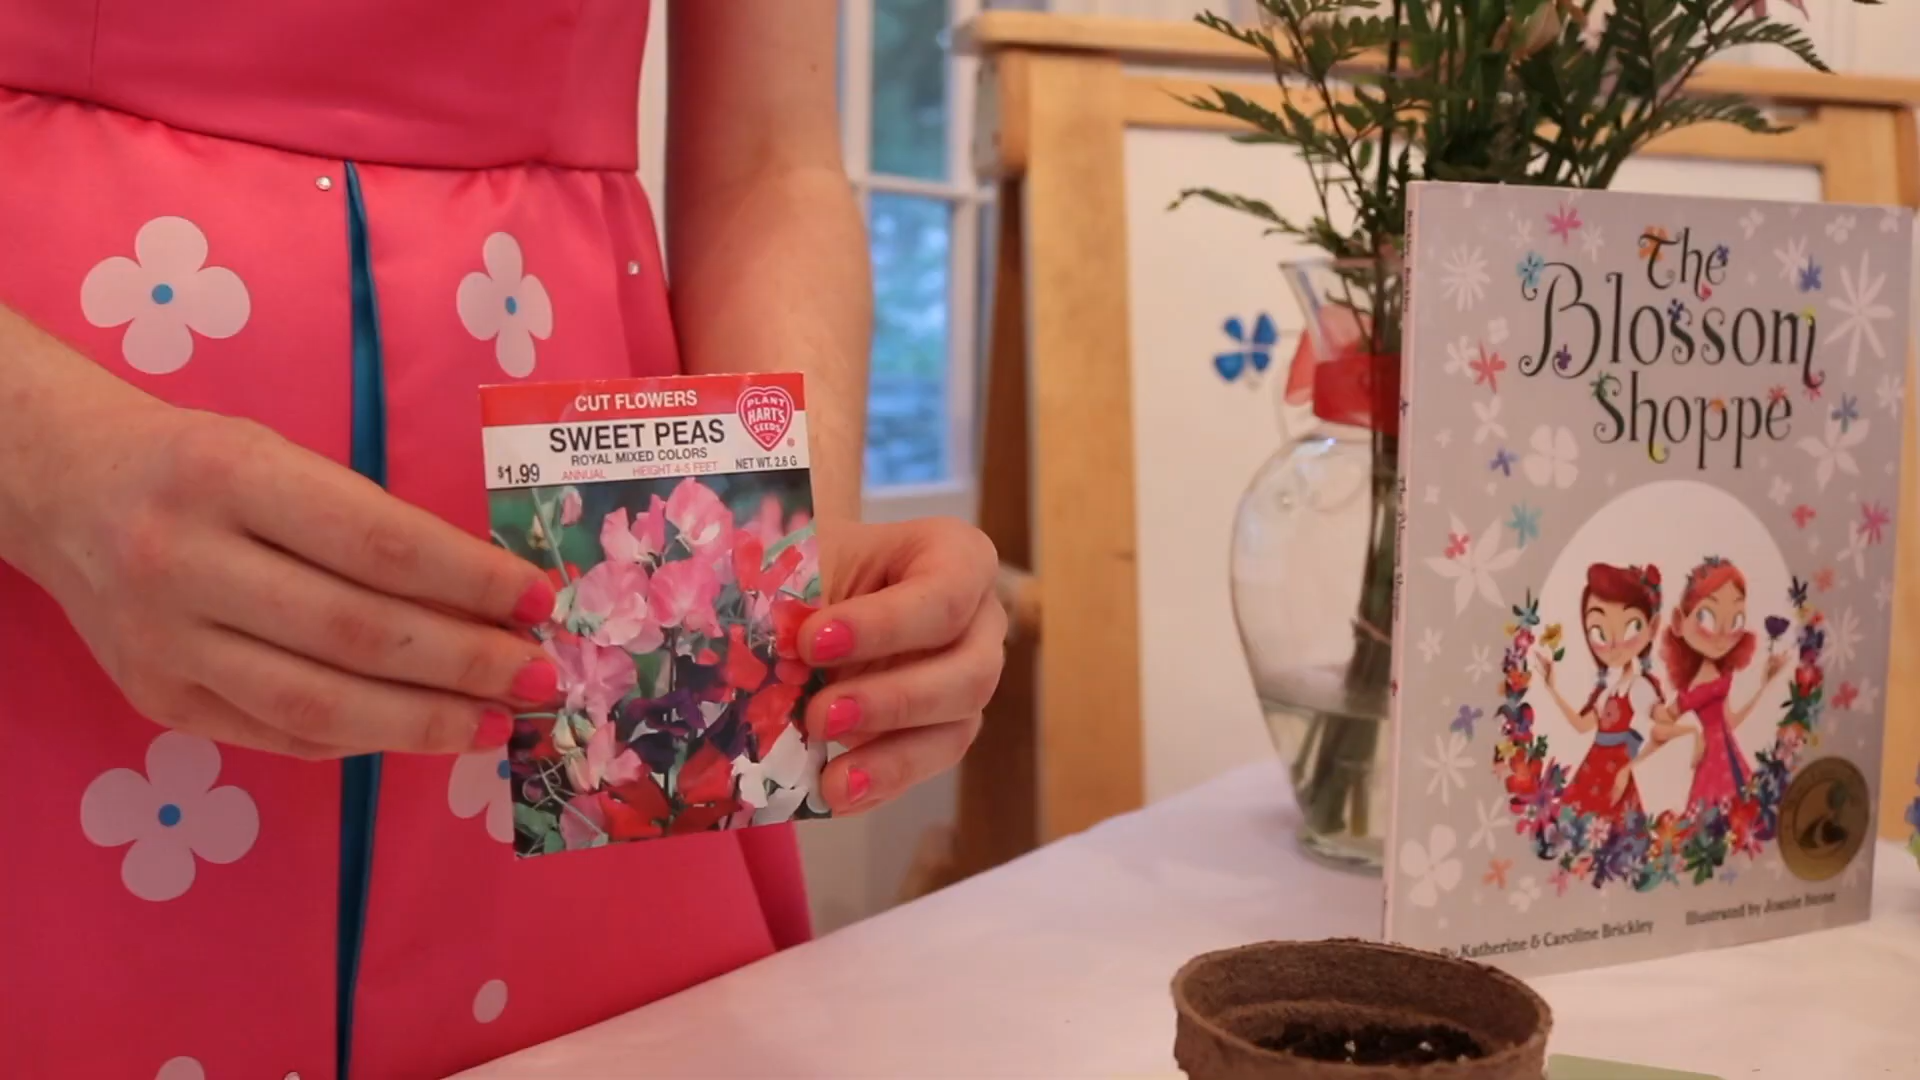 CUT FLOWERS
PLANT
HART'S
SEEDS
SWEET PEAS
ROYAL MIXED COLORS
$1.99 ANNUAL HEIGHT 4-5 FEET NET WT. 2.6 G
The
Blossom
Shoppe
By Katherine & Caroline Brickley
Illustrated by Joanie